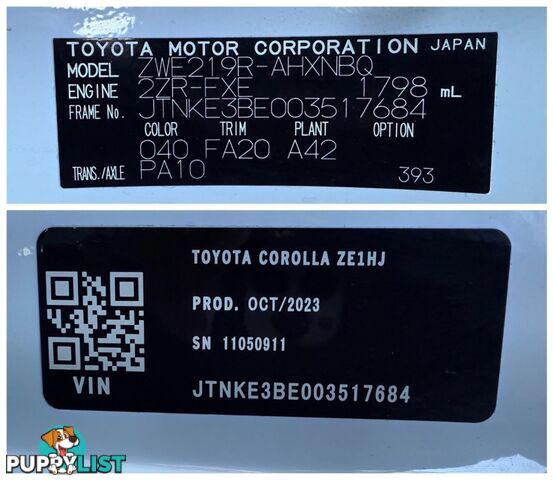 TOYOTA MOTOR CORPORATION JAPAN
MODEL ZWE219R-AHXNBQ
ENGINE 2ZR-FXE 1798 mL
FRAME No. JTNKE3BE003517684
COLOR TRIM PLANT OPTION
040 FA20 A42
TRANS./AXLE PA10 393
TOYOTA COROLLA ZE1HJ
PROD. OCT/2023
SN 11050911
VIN JTNKE3BE003517684
PUPPYLIST